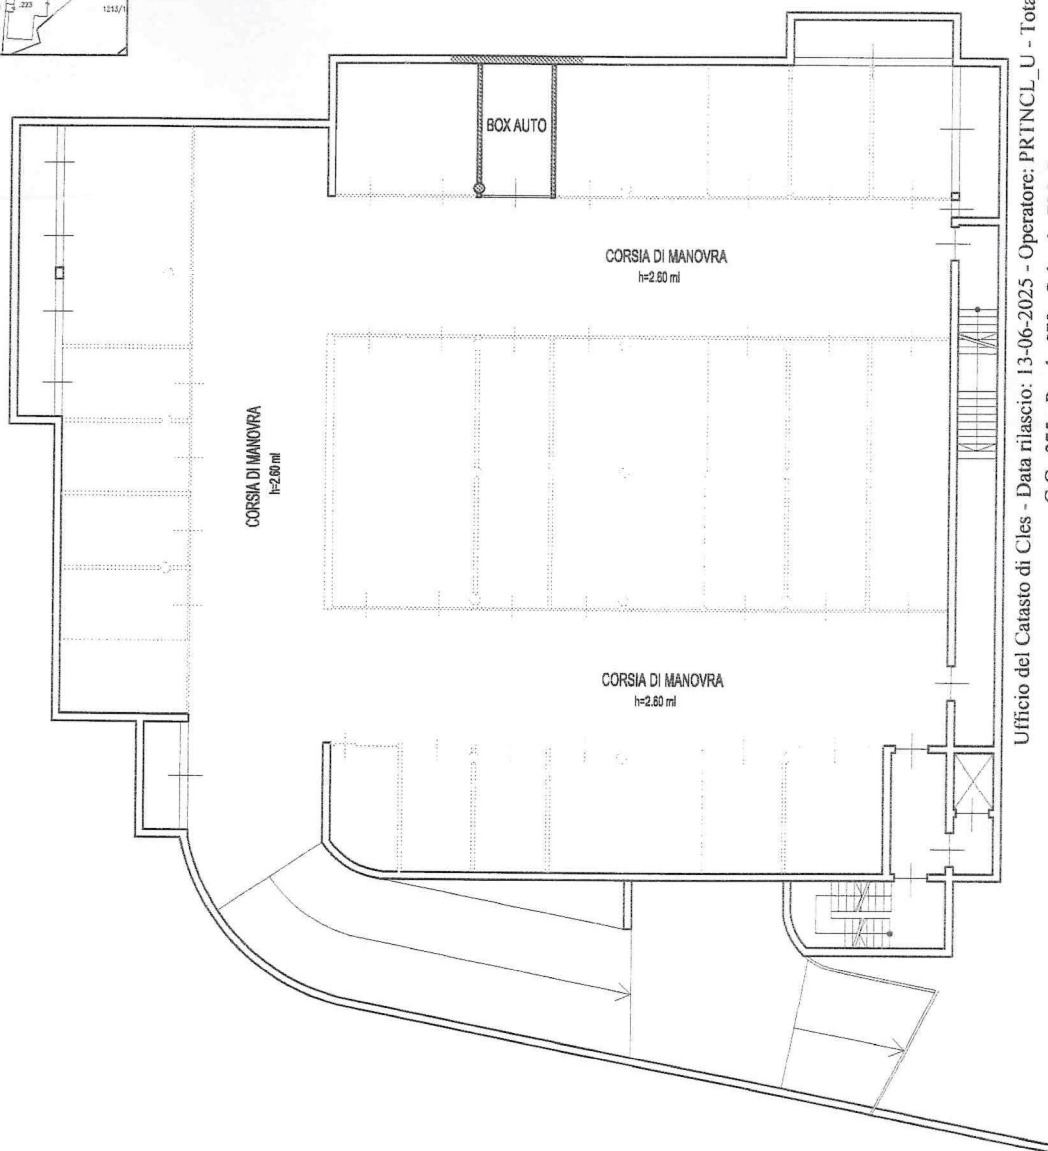 .223
1213/1
BOX AUTO
CORSIA DI MANOVRA
h=2.60 ml
CORSIA DI MANOVRA
h=2.60 ml
CORSIA DI MANOVRA
h=2.60 ml
Ufficio del Catasto di Cles - Data rilascio: 13-06-2025 - Operatore: PRTNCL_U - Tota